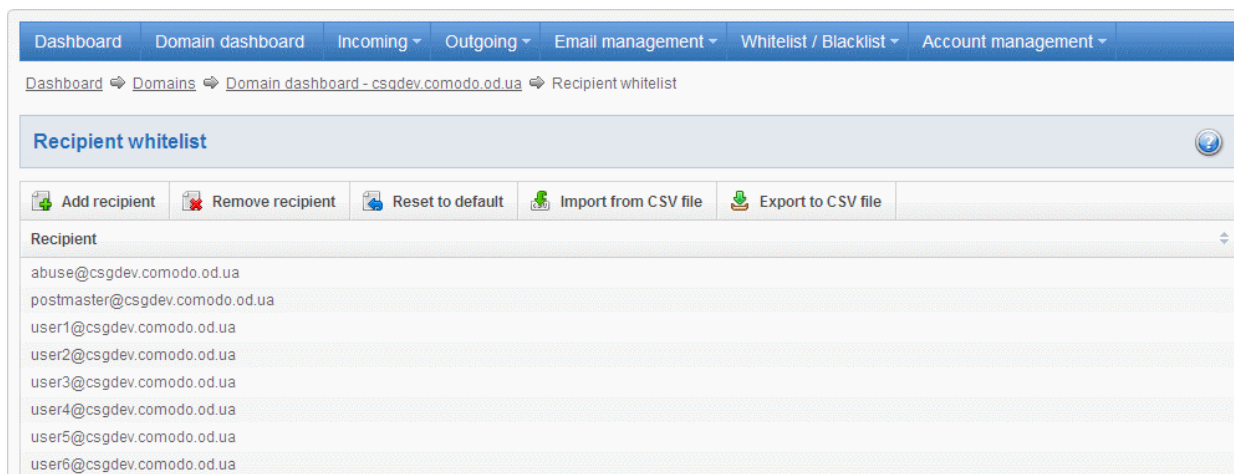 Dashboard Domain dashboard Incoming Outgoing Email management Whitelist / Blacklist Account management
Dashboard Domains Domain dashboard - csgdev.comodo.od.ua Recipient whitelist
Recipient whitelist
Add recipient Remove recipient Reset to default Import from CSV file Export to CSV file
Recipient
abuse@csgdev.comodo.od.ua
postmaster@csgdev.comodo.od.ua
user1@csgdev.comodo.od.ua
user2@csgdev.comodo.od.ua
user3@csgdev.comodo.od.ua
user4@csgdev.comodo.od.ua
user5@csgdev.comodo.od.ua
user6@csgdev.comodo.od.ua